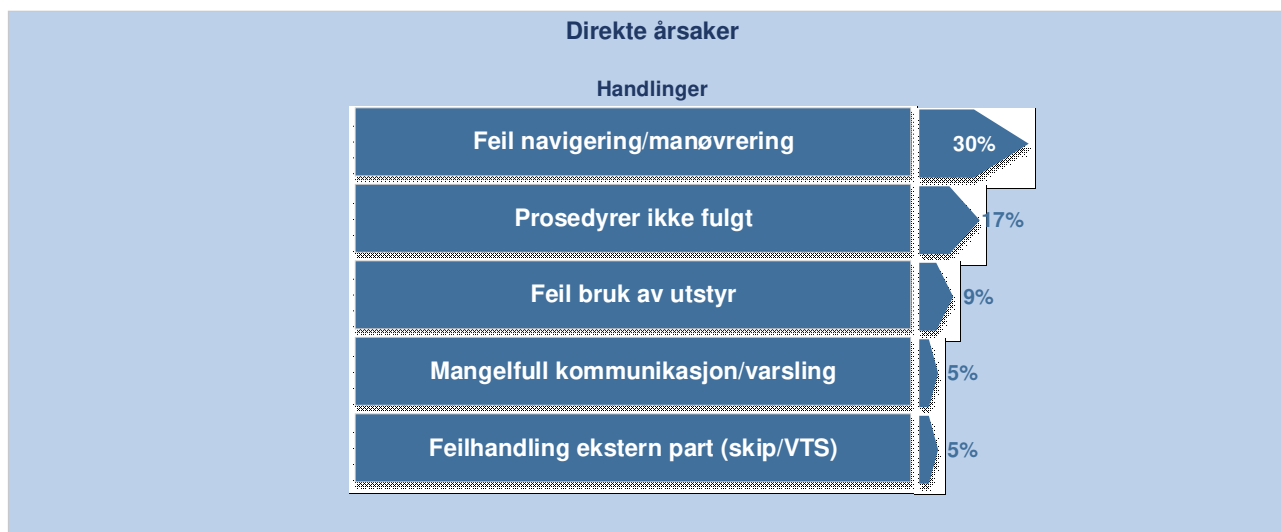 Direkte årsaker
Handlinger
Feil navigering/manøvrering 30%
Prosedyrer ikke fulgt 17%
Feil bruk av utstyr 9%
Mangelfull kommunikasjon/varsling 5%
Feilhandling ekstern part (skip/VTS) 5%